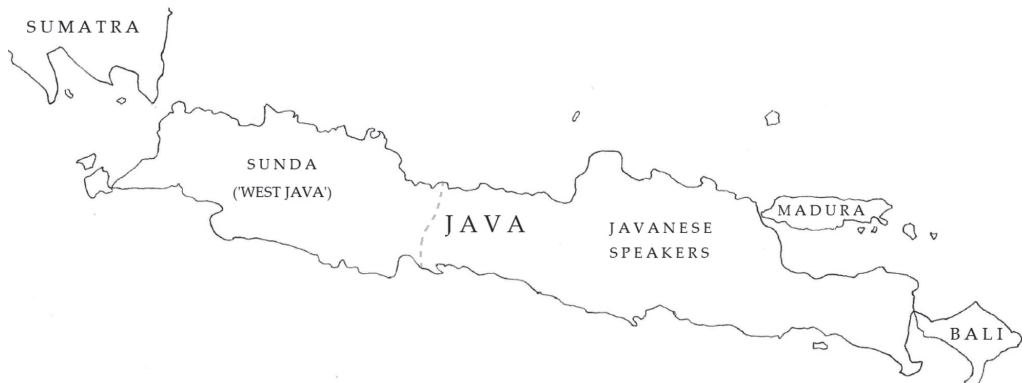 SUMATRA
SUNDA
('WEST JAVA')
JAVA
JAVANESE
SPEAKERS
MADURA
BALI